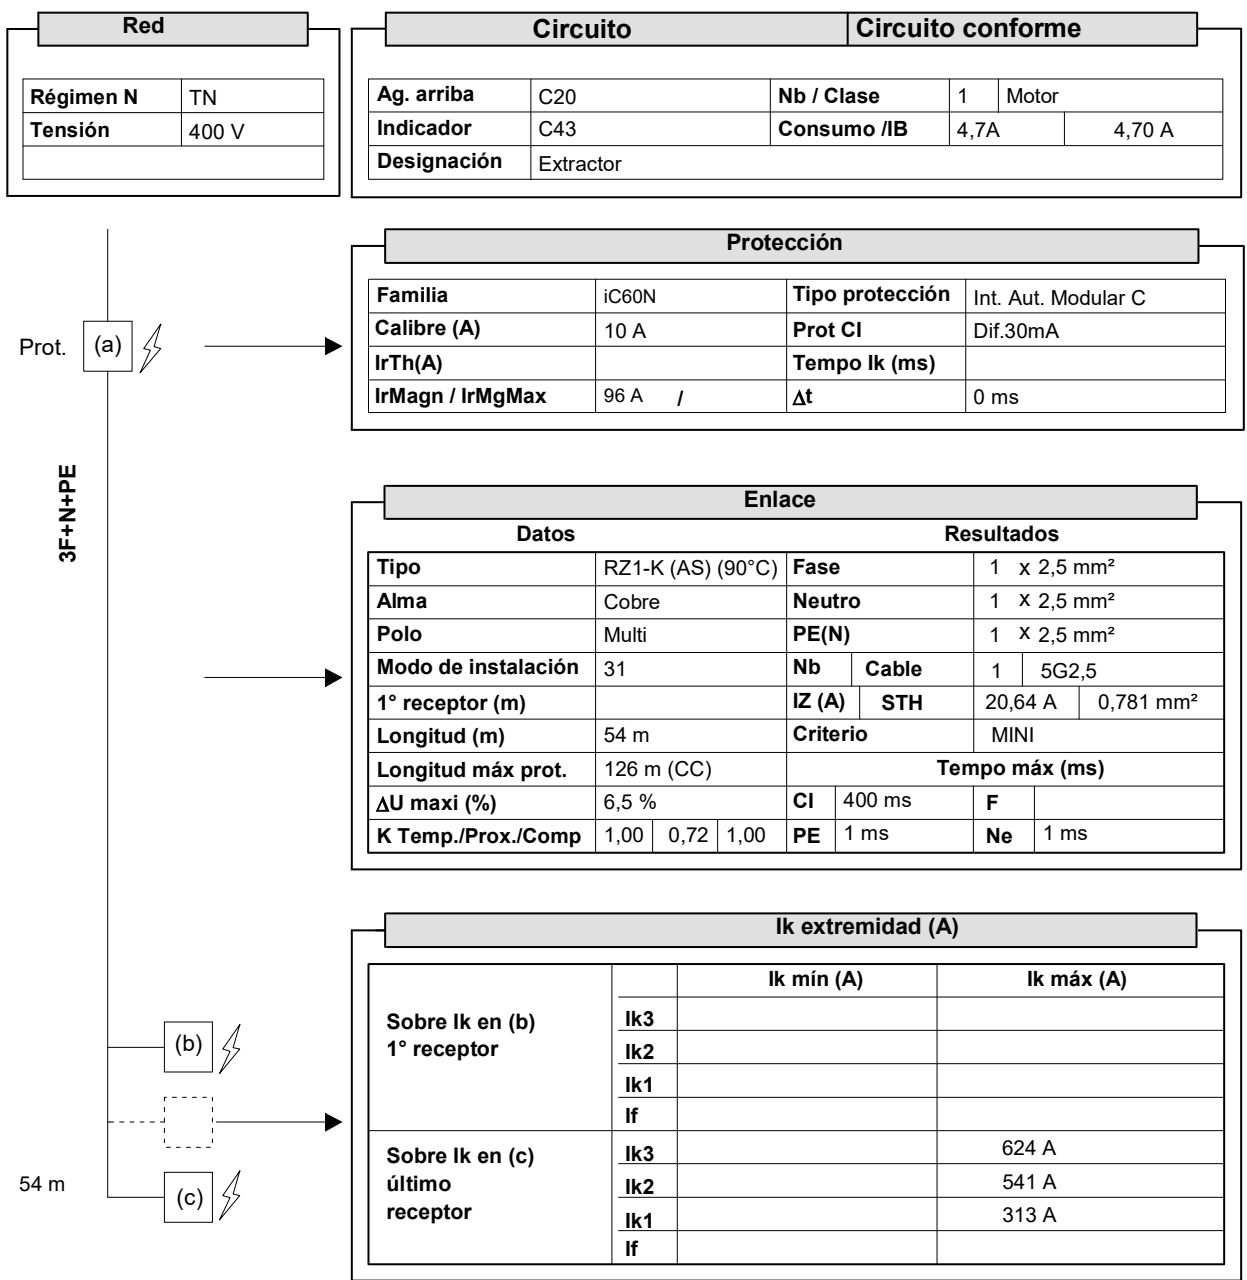 Red
Circuito Circuito conforme
Régimen N TN
Tensión 400 V
Ag. arriba C20 Nb / Clase 1 Motor
Indicador C43 Consumo /IB 4,7A 4,70 A
Designación Extractor
Protección
Familia iC60N Tipo protección Int. Aut. Modular C
Calibre (A) 10 A Prot CI Dif.30mA
IrTh(A) Tempo Ik (ms)
IrMagn / IrMgMax 96 A / Δt 0 ms
Prot. (a)
3F+N+PE
Enlace
Datos Resultados
Tipo RZ1-K (AS) (90°C) Fase 1 x 2,5 mm²
Alma Cobre Neutro 1 x 2,5 mm²
Polo Multi PE(N) 1 x 2,5 mm²
Modo de instalación 31 Nb Cable 1 5G2,5
1° receptor (m) IZ (A) STH 20,64 A 0,781 mm²
Longitud (m) 54 m Criterio MINI
Longitud máx prot. 126 m (CC) Tempo máx (ms)
ΔU maxi (%) 6,5 % CI 400 ms F
K Temp./Prox./Comp 1,00 0,72 1,00 PE 1 ms Ne 1 ms
Ik extremidad (A)
Ik mín (A) Ik máx (A)
Sobre Ik en (b)
1° receptor
Ik3
Ik2
Ik1
If
(b)
Sobre Ik en (c)
último
receptor
Ik3 624 A
Ik2 541 A
Ik1 313 A
If
54 m
(c)